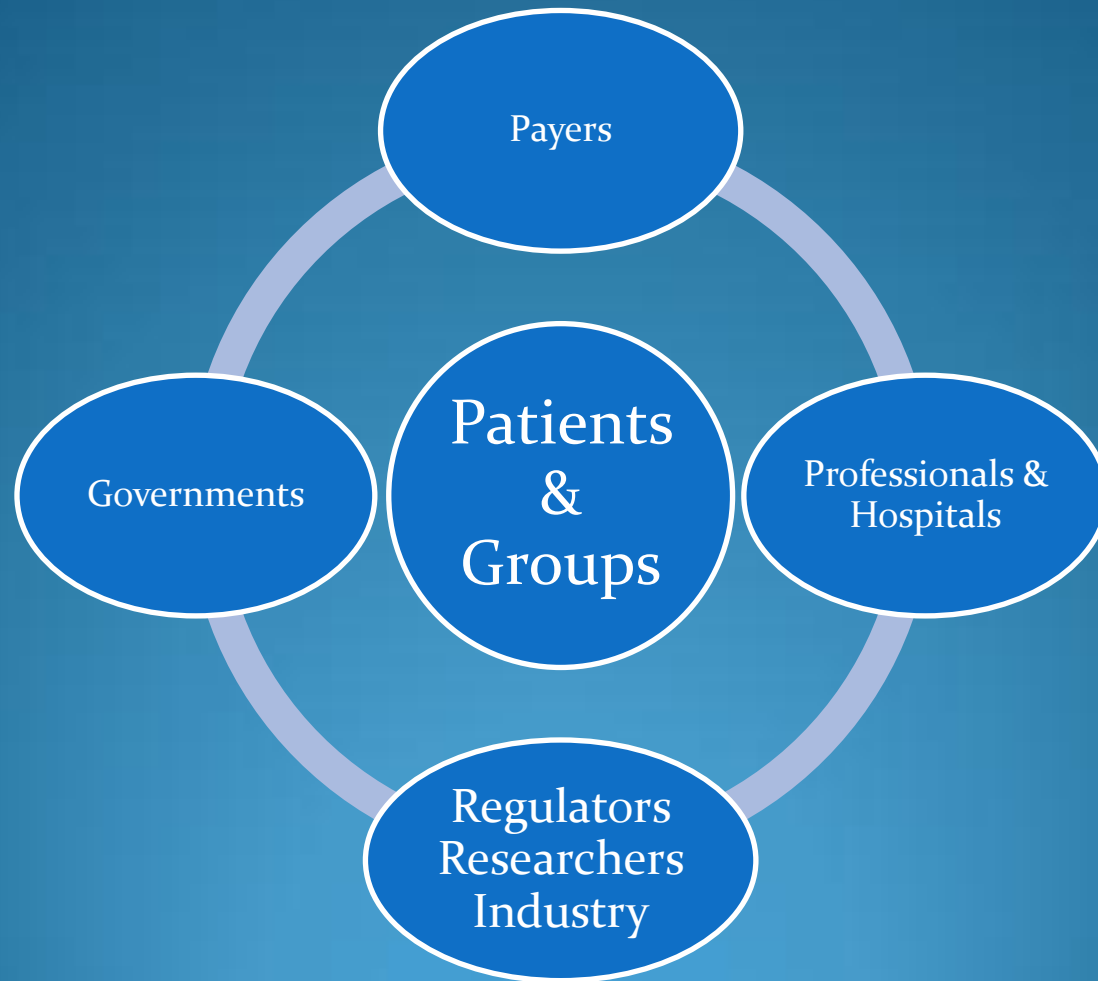 Payers
Governments
Patients
&
Groups
Professionals &
Hospitals
Regulators
Researchers
Industry